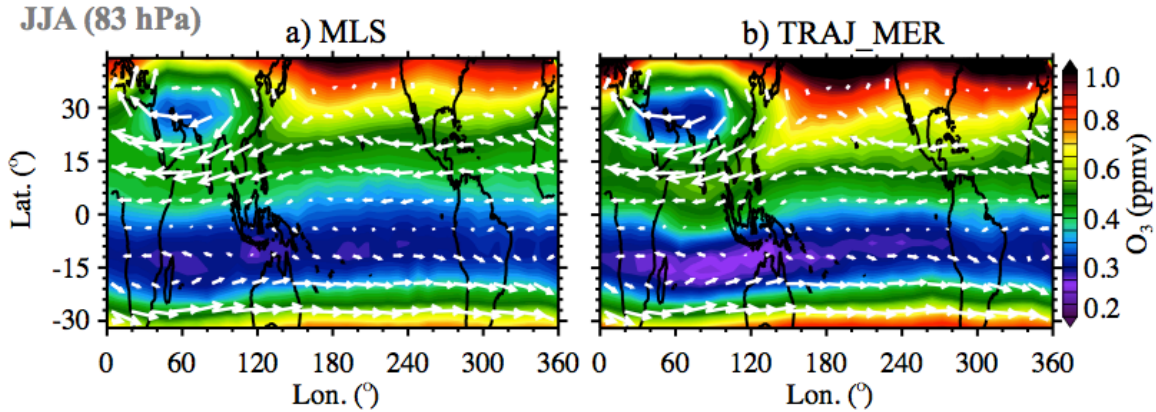 JJA (83 hPa)
a) MLS
b) TRAJ_MER
Lat. (°)
30
15
0
-15
-30
0 60 120 180 240 300 360
Lon. (°)
0 60 120 180 240 300 360
Lon. (°)
1.0
0.8
0.6
0.4
0.3
0.2
O3 (ppmv)